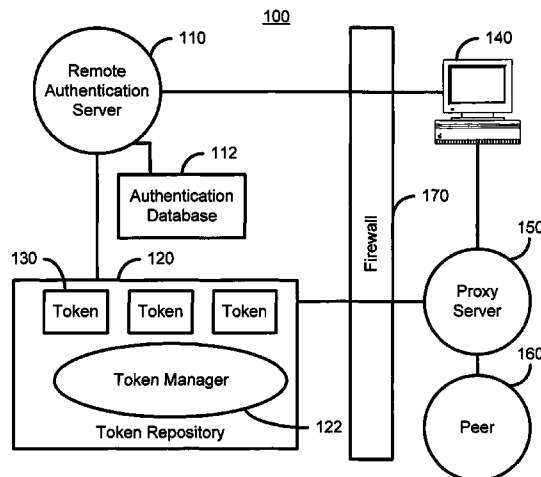 100
110
140
Remote
Authentication
Server
112
Authentication
Database
170
Firewall
150
130
120
Proxy
Server
Token
Token
Token
160
Token Manager
Peer
Token Repository
122